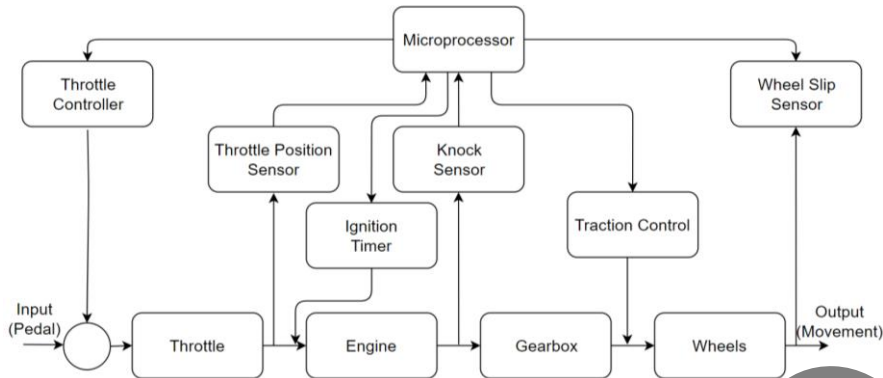 Microprocessor
Throttle
Controller
Wheel Slip
Sensor
Throttle Position
Sensor
Knock
Sensor
Ignition
Timer
Traction Control
Input
(Pedal)
Throttle
Engine
Gearbox
Wheels
Output
(Movement)